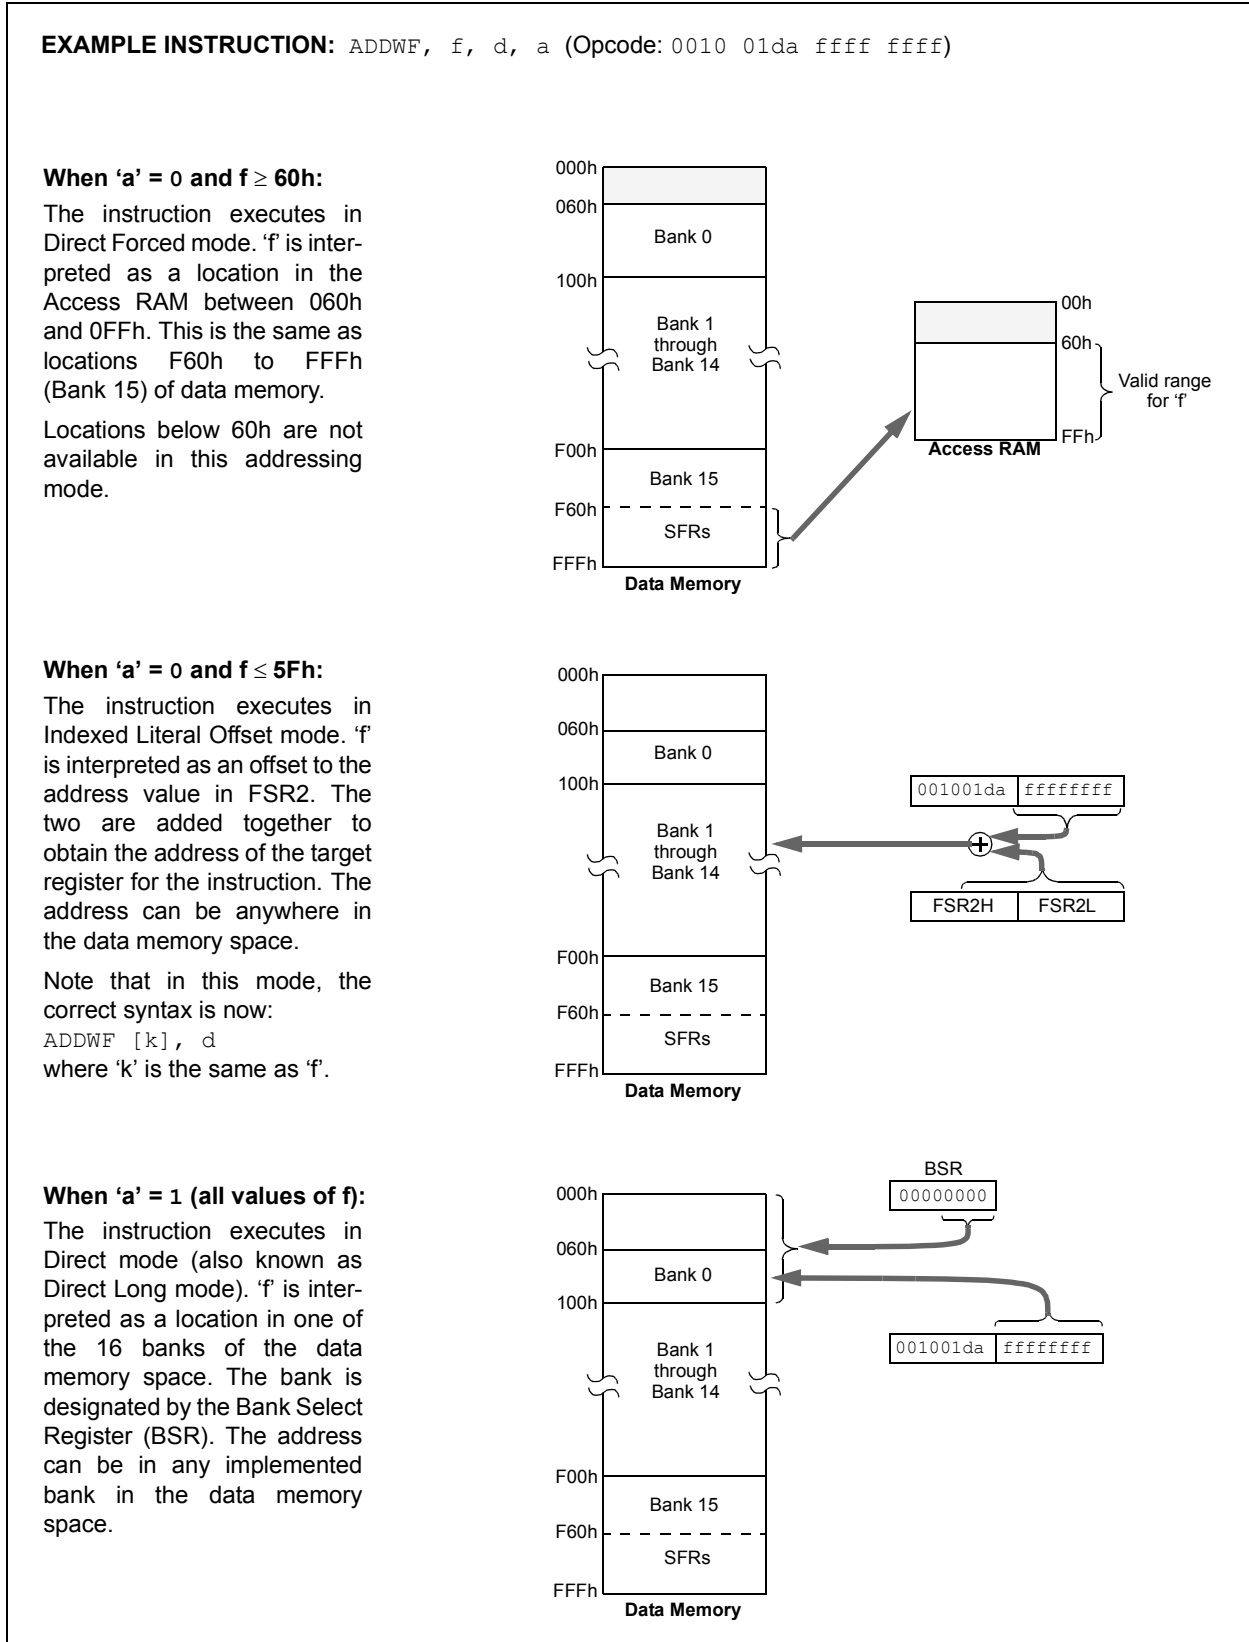 EXAMPLE INSTRUCTION: ADDWF, f, d, a (Opcode: 0010 01da ffff ffff)
When ‘a’ = 0 and f ≥ 60h:
The instruction executes in
Direct Forced mode. ‘f’ is inter-
preted as a location in the
Access RAM between 060h
and 0FFh. This is the same as
locations F60h to FFFh
(Bank 15) of data memory.
Locations below 60h are not
available in this addressing
mode.
000h
060h
Bank 0
100h
Bank 1
through
Bank 14
F00h
Bank 15
F60h
SFRs
FFFh
Data Memory
00h
60h
Valid range
for ‘f’
FFh
Access RAM
When ‘a’ = 0 and f ≤ 5Fh:
The instruction executes in
Indexed Literal Offset mode. ‘f’
is interpreted as an offset to the
address value in FSR2. The
two are added together to
obtain the address of the target
register for the instruction. The
address can be anywhere in
the data memory space.
Note that in this mode, the
correct syntax is now:
ADDWF [k], d
where ‘k’ is the same as ‘f’.
000h
060h
Bank 0
100h
Bank 1
through
Bank 14
F00h
Bank 15
F60h
SFRs
FFFh
Data Memory
001001da ffffffff
FSR2H FSR2L
When ‘a’ = 1 (all values of f):
The instruction executes in
Direct mode (also known as
Direct Long mode). ‘f’ is inter-
preted as a location in one of
the 16 banks of the data
memory space. The bank is
designated by the Bank Select
Register (BSR). The address
can be in any implemented
bank in the data memory
space.
000h
060h
Bank 0
100h
Bank 1
through
Bank 14
F00h
Bank 15
F60h
SFRs
FFFh
Data Memory
BSR
00000000
001001da ffffffff